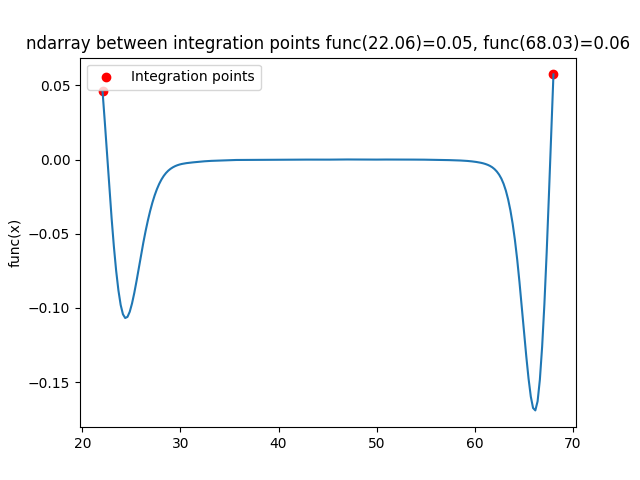 ndarray between integration points func(22.06)=0.05, func(68.03)=0.06
Integration points
0.05
0.00
−0.05
−0.10
−0.15
func(x)
20 30 40 50 60 70